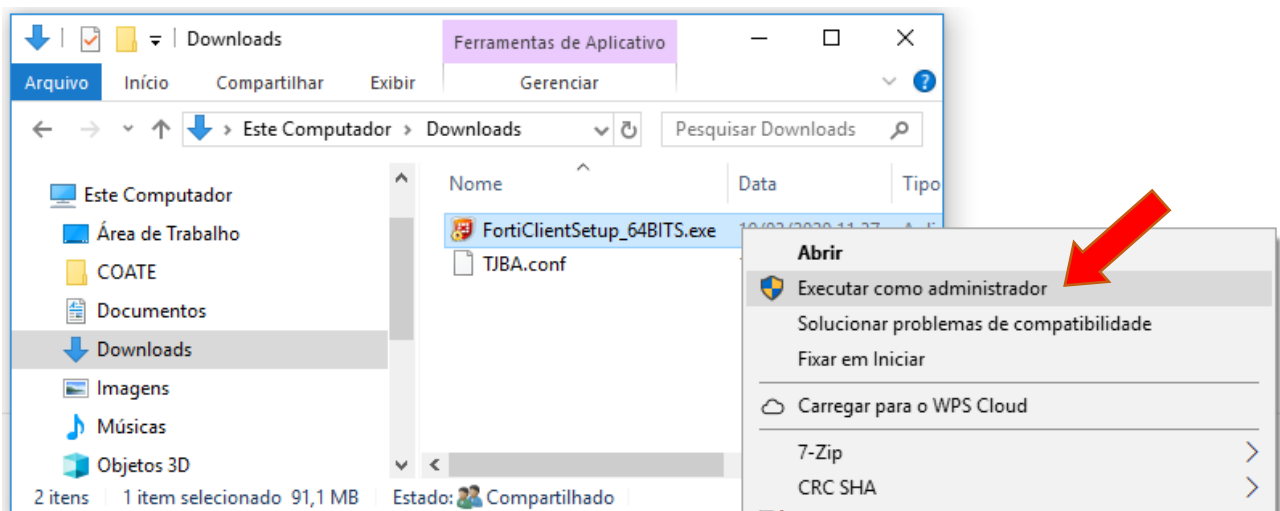 Downloads
Ferramentas de Aplicativo
Arquivo Início Compartilhar Exibir Gerenciar
Este Computador > Downloads
Pesquisar Downloads
Nome Data Tipo
Este Computador
Área de Trabalho
COATE
Documentos
Downloads
Imagens
Músicas
Objetos 3D
FortiClientSetup_64BITS.exe
TJBA.conf
Abrir
Executar como administrador
Solucionar problemas de compatibilidade
Fixar em Iniciar
Carregar para o WPS Cloud
7-Zip
CRC SHA
2 itens 1 item selecionado 91,1 MB Estado: Compartilhado